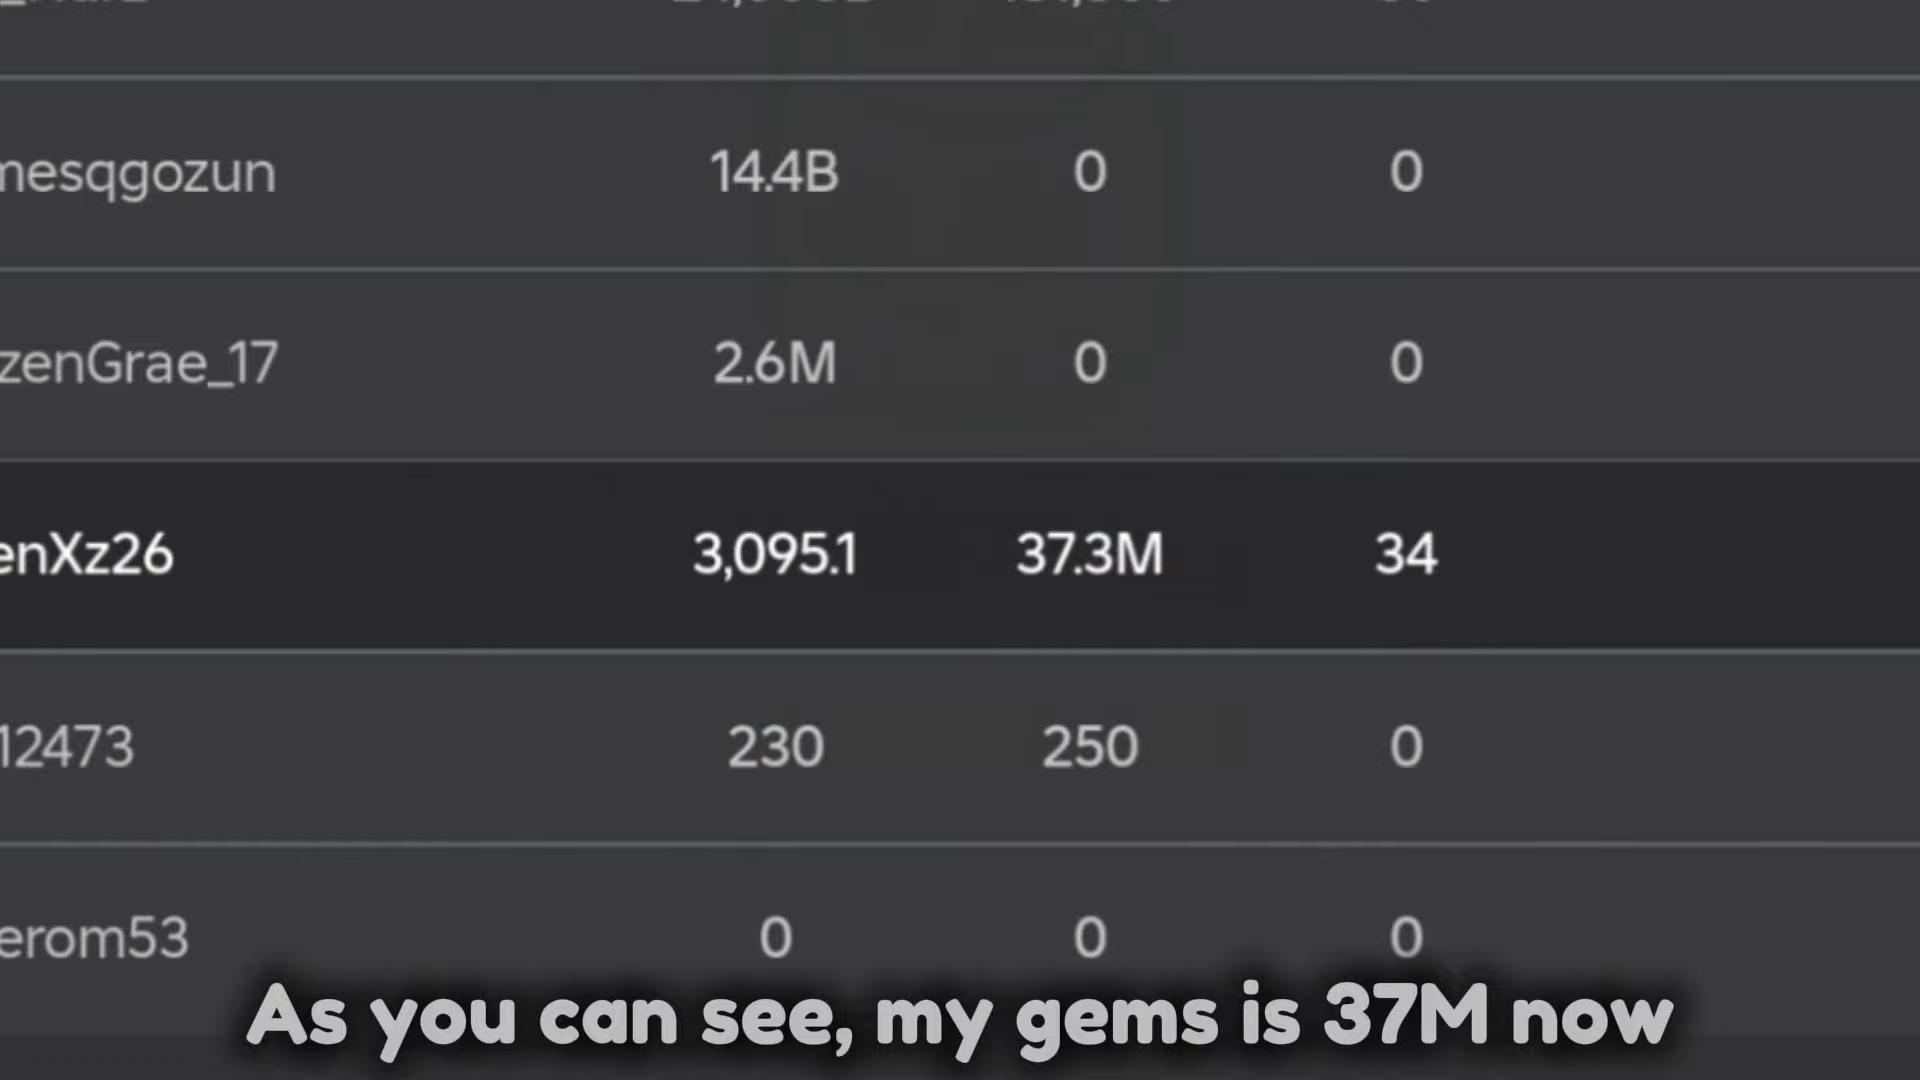 mesqgozun 14.4B 0 0
zenGrae_17 2.6M 0 0
enXz26 3,095.1 37.3M 34
12473 230 250 0
erom53 0 0 0
As you can see, my gems is 37M now